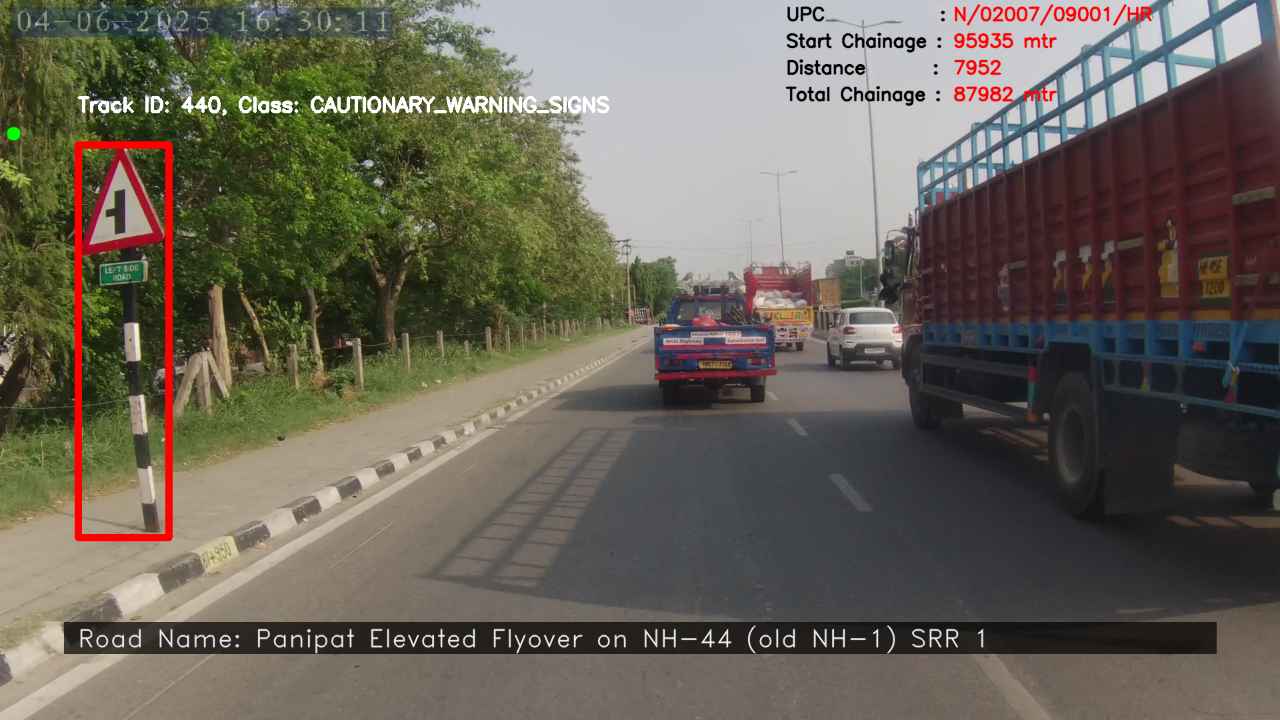 04-06-2025 16:30:11
UPC : N/02007/09001/HR
Start Chainage : 95935 mtr
Distance : 7952
Total Chainage : 87982 mtr
Track ID: 440, Class: CAUTIONARY_WARNING_SIGNS
LEFT SIDE
ROAD
Road Name: Panipat Elevated Flyover on NH-44 (old NH-1) SRR 1